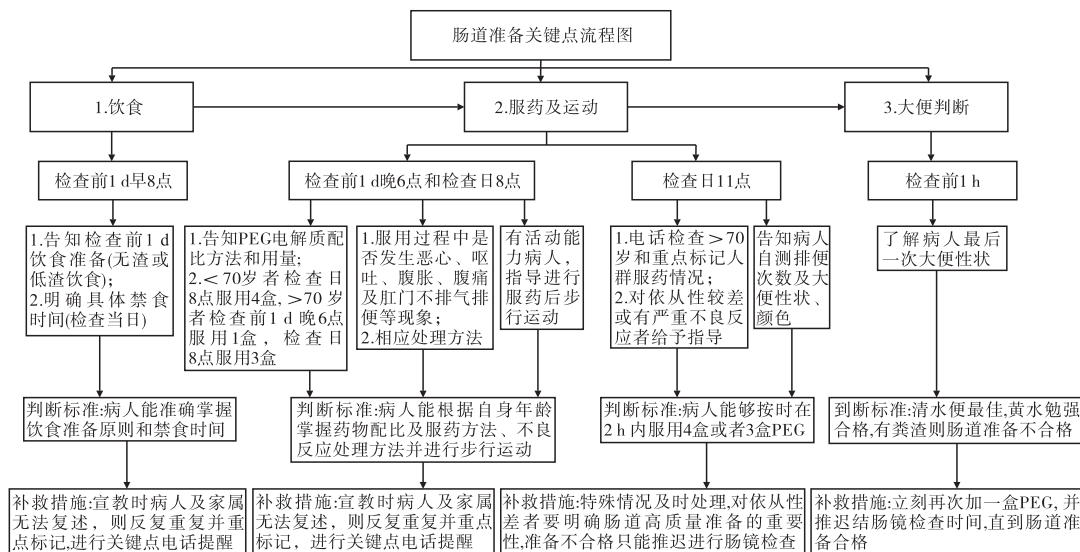 肠道准备关键点流程图
1.饮食
2.服药及运动
3.大便判断
检查前1 d早8点
检查前1 d晚6点和检查日8点
检查日11点
检查前1 h
1.告知检查前1 d
饮食准备(无渣或
低渣饮食);
2.明确具体禁食
时间(检查当日)
1.告知PEG电解质配
比方法和用量;
2.<70岁者检查日
8点服用4盒,>70岁
者检查前1 d晚6点
服用1盒，检查日
8点服用3盒
1.服用过程中是
否发生恶心、呕
吐、腹胀、腹痛
及肛门不排气排
便等现象;
2.相应处理方法
有活动能
力病人，
指导进行
服药后步
行运动
1.电话检查>70
岁和重点标记人
群服药情况;
2.对依从性较差
或有严重不良反
应者给予指导
告知病人
自测排便
次数及大
便性状、
颜色
了解病人最后
一次大便性状
判断标准:病人能准确掌握
饮食准备原则和禁食时间
判断标准:病人能根据自身年龄
掌握药物配比及服药方法、不良
反应处理方法并进行步行运动
判断标准:病人能够按时在
2 h内服用4盒或者3盒PEG
到断标准:清水便最佳,黄水勉强
合格,有粪渣则肠道准备不合格
补救措施:宣教时病人及家属
无法复述，则反复重复并重
点标记,进行关键点电话提醒
补救措施:宣教时病人及家属
无法复述，则反复重复并重点
标记，进行关键点电话提醒
补救措施:特殊情况及时处理,对依从性
差者要明确肠道高质量准备的重要
性,准备不合格只能推迟进行肠镜检查
补救措施:立刻再次加一盒PEG,并
推迟结肠镜检查时间,直到肠道准
备合格